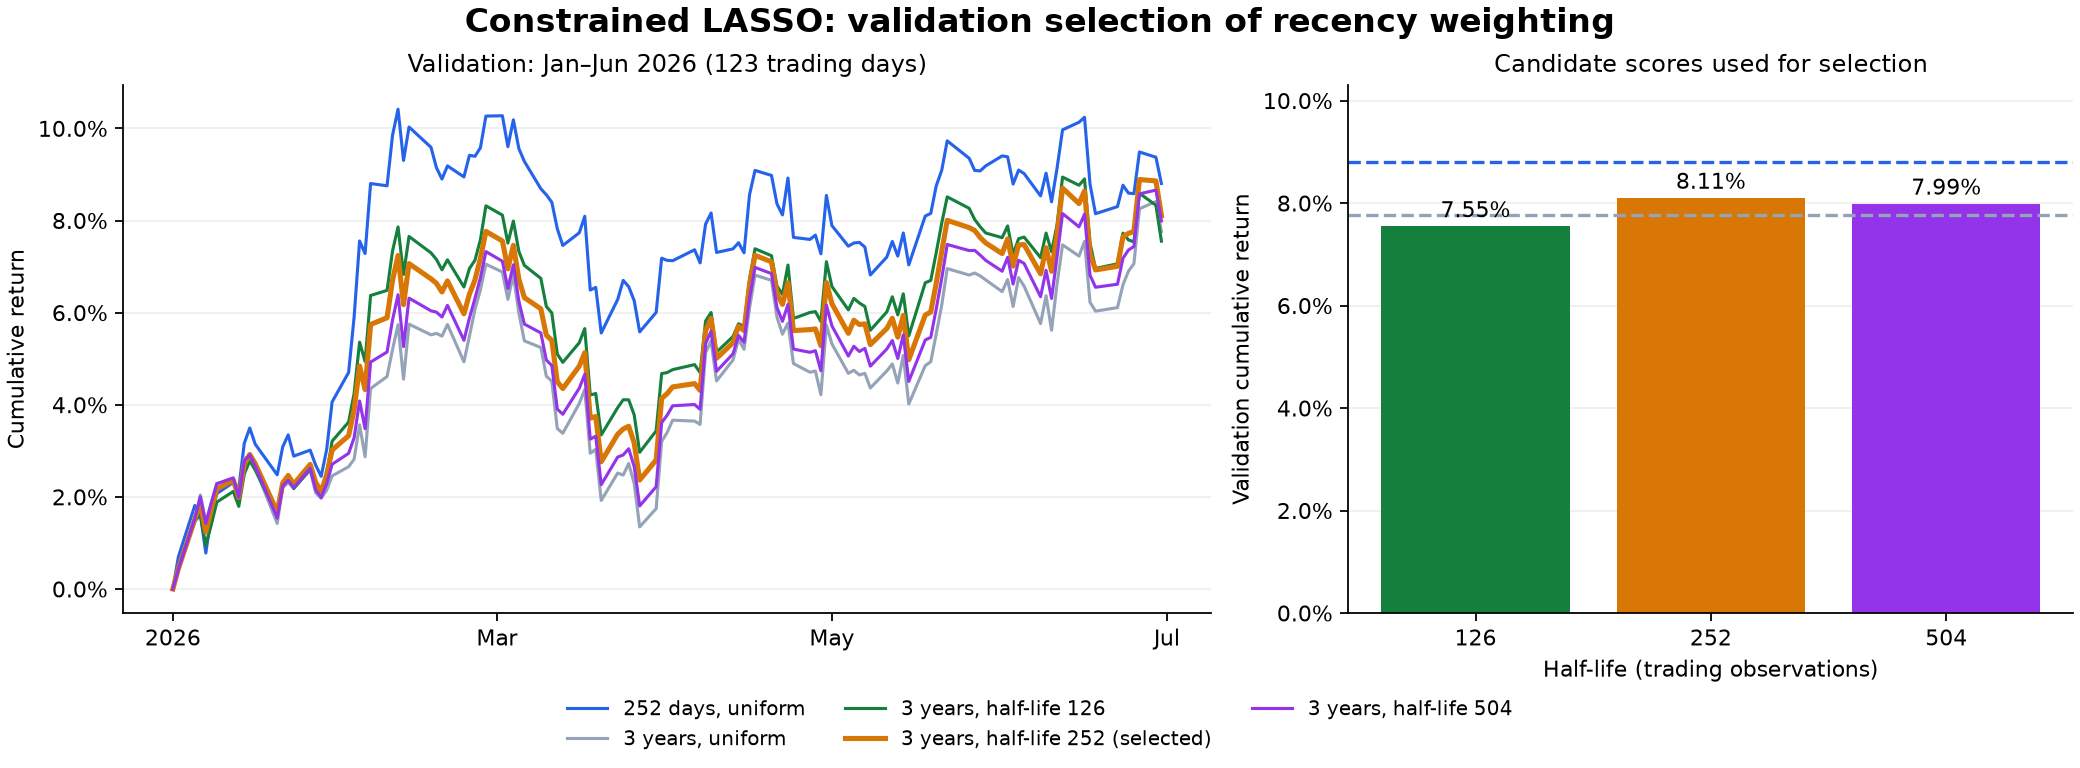 Constrained LASSO: validation selection of recency weighting
Validation: Jan–Jun 2026 (123 trading days)
Cumulative return
10.0%
8.0%
6.0%
4.0%
2.0%
0.0%
2026
Mar
May
Jul
Candidate scores used for selection
Validation cumulative return
10.0%
8.0%
6.0%
4.0%
2.0%
0.0%
7.55%
8.11%
7.99%
126
252
504
Half-life (trading observations)
252 days, uniform
3 years, uniform
3 years, half-life 126
3 years, half-life 252 (selected)
3 years, half-life 504